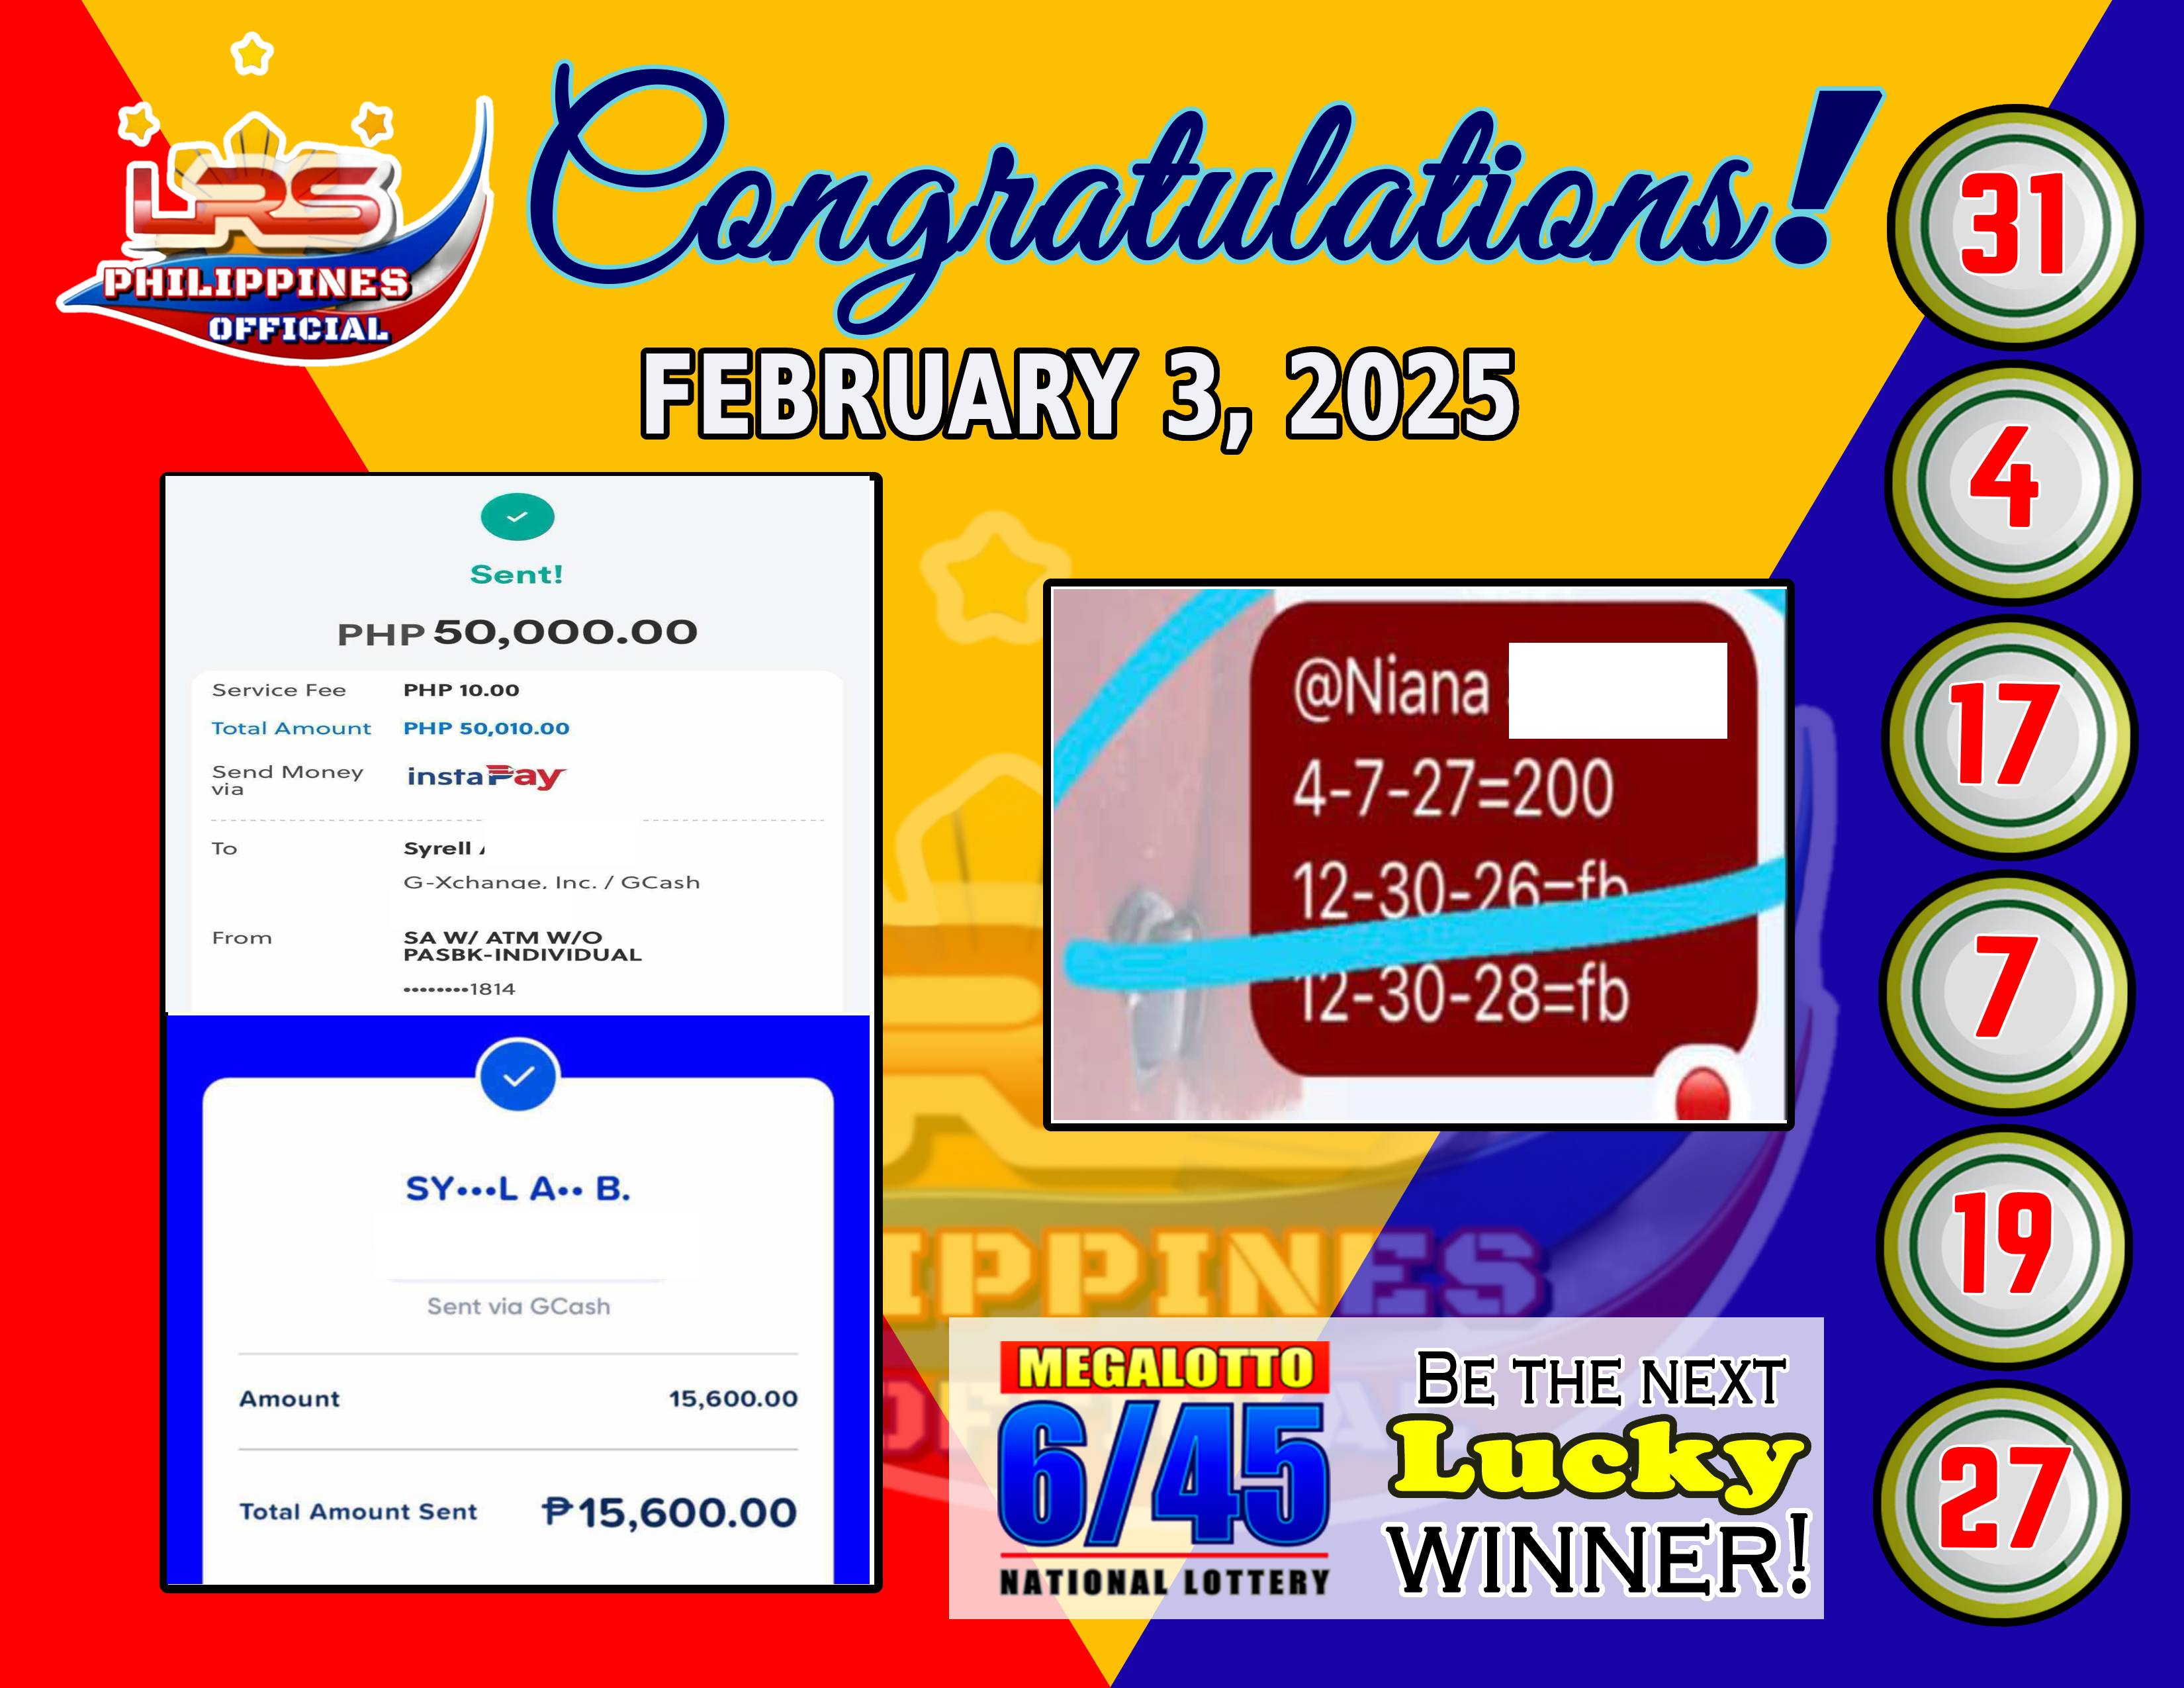 LRS
PHILIPPINES
OFFICIAL
Congratulations!
FEBRUARY 3, 2025
Sent!
PHP 50,000.00
Service Fee PHP 10.00
Total Amount PHP 50,010.00
Send Money
via
instaPay
To Syrell
G-Xchange, Inc. / GCash
From SA W/ ATM W/O
PASBK-INDIVIDUAL
••••••••1814
SY•••L A•• B.
Sent via GCash
Amount 15,600.00
Total Amount Sent ₱15,600.00
@Niana
4-7-27=200
12-30-26=fb
12-30-28=fb
MEGALOTTO
6/45
NATIONAL LOTTERY
BE THE NEXT
Lucky
WINNER!
31
4
17
7
19
27